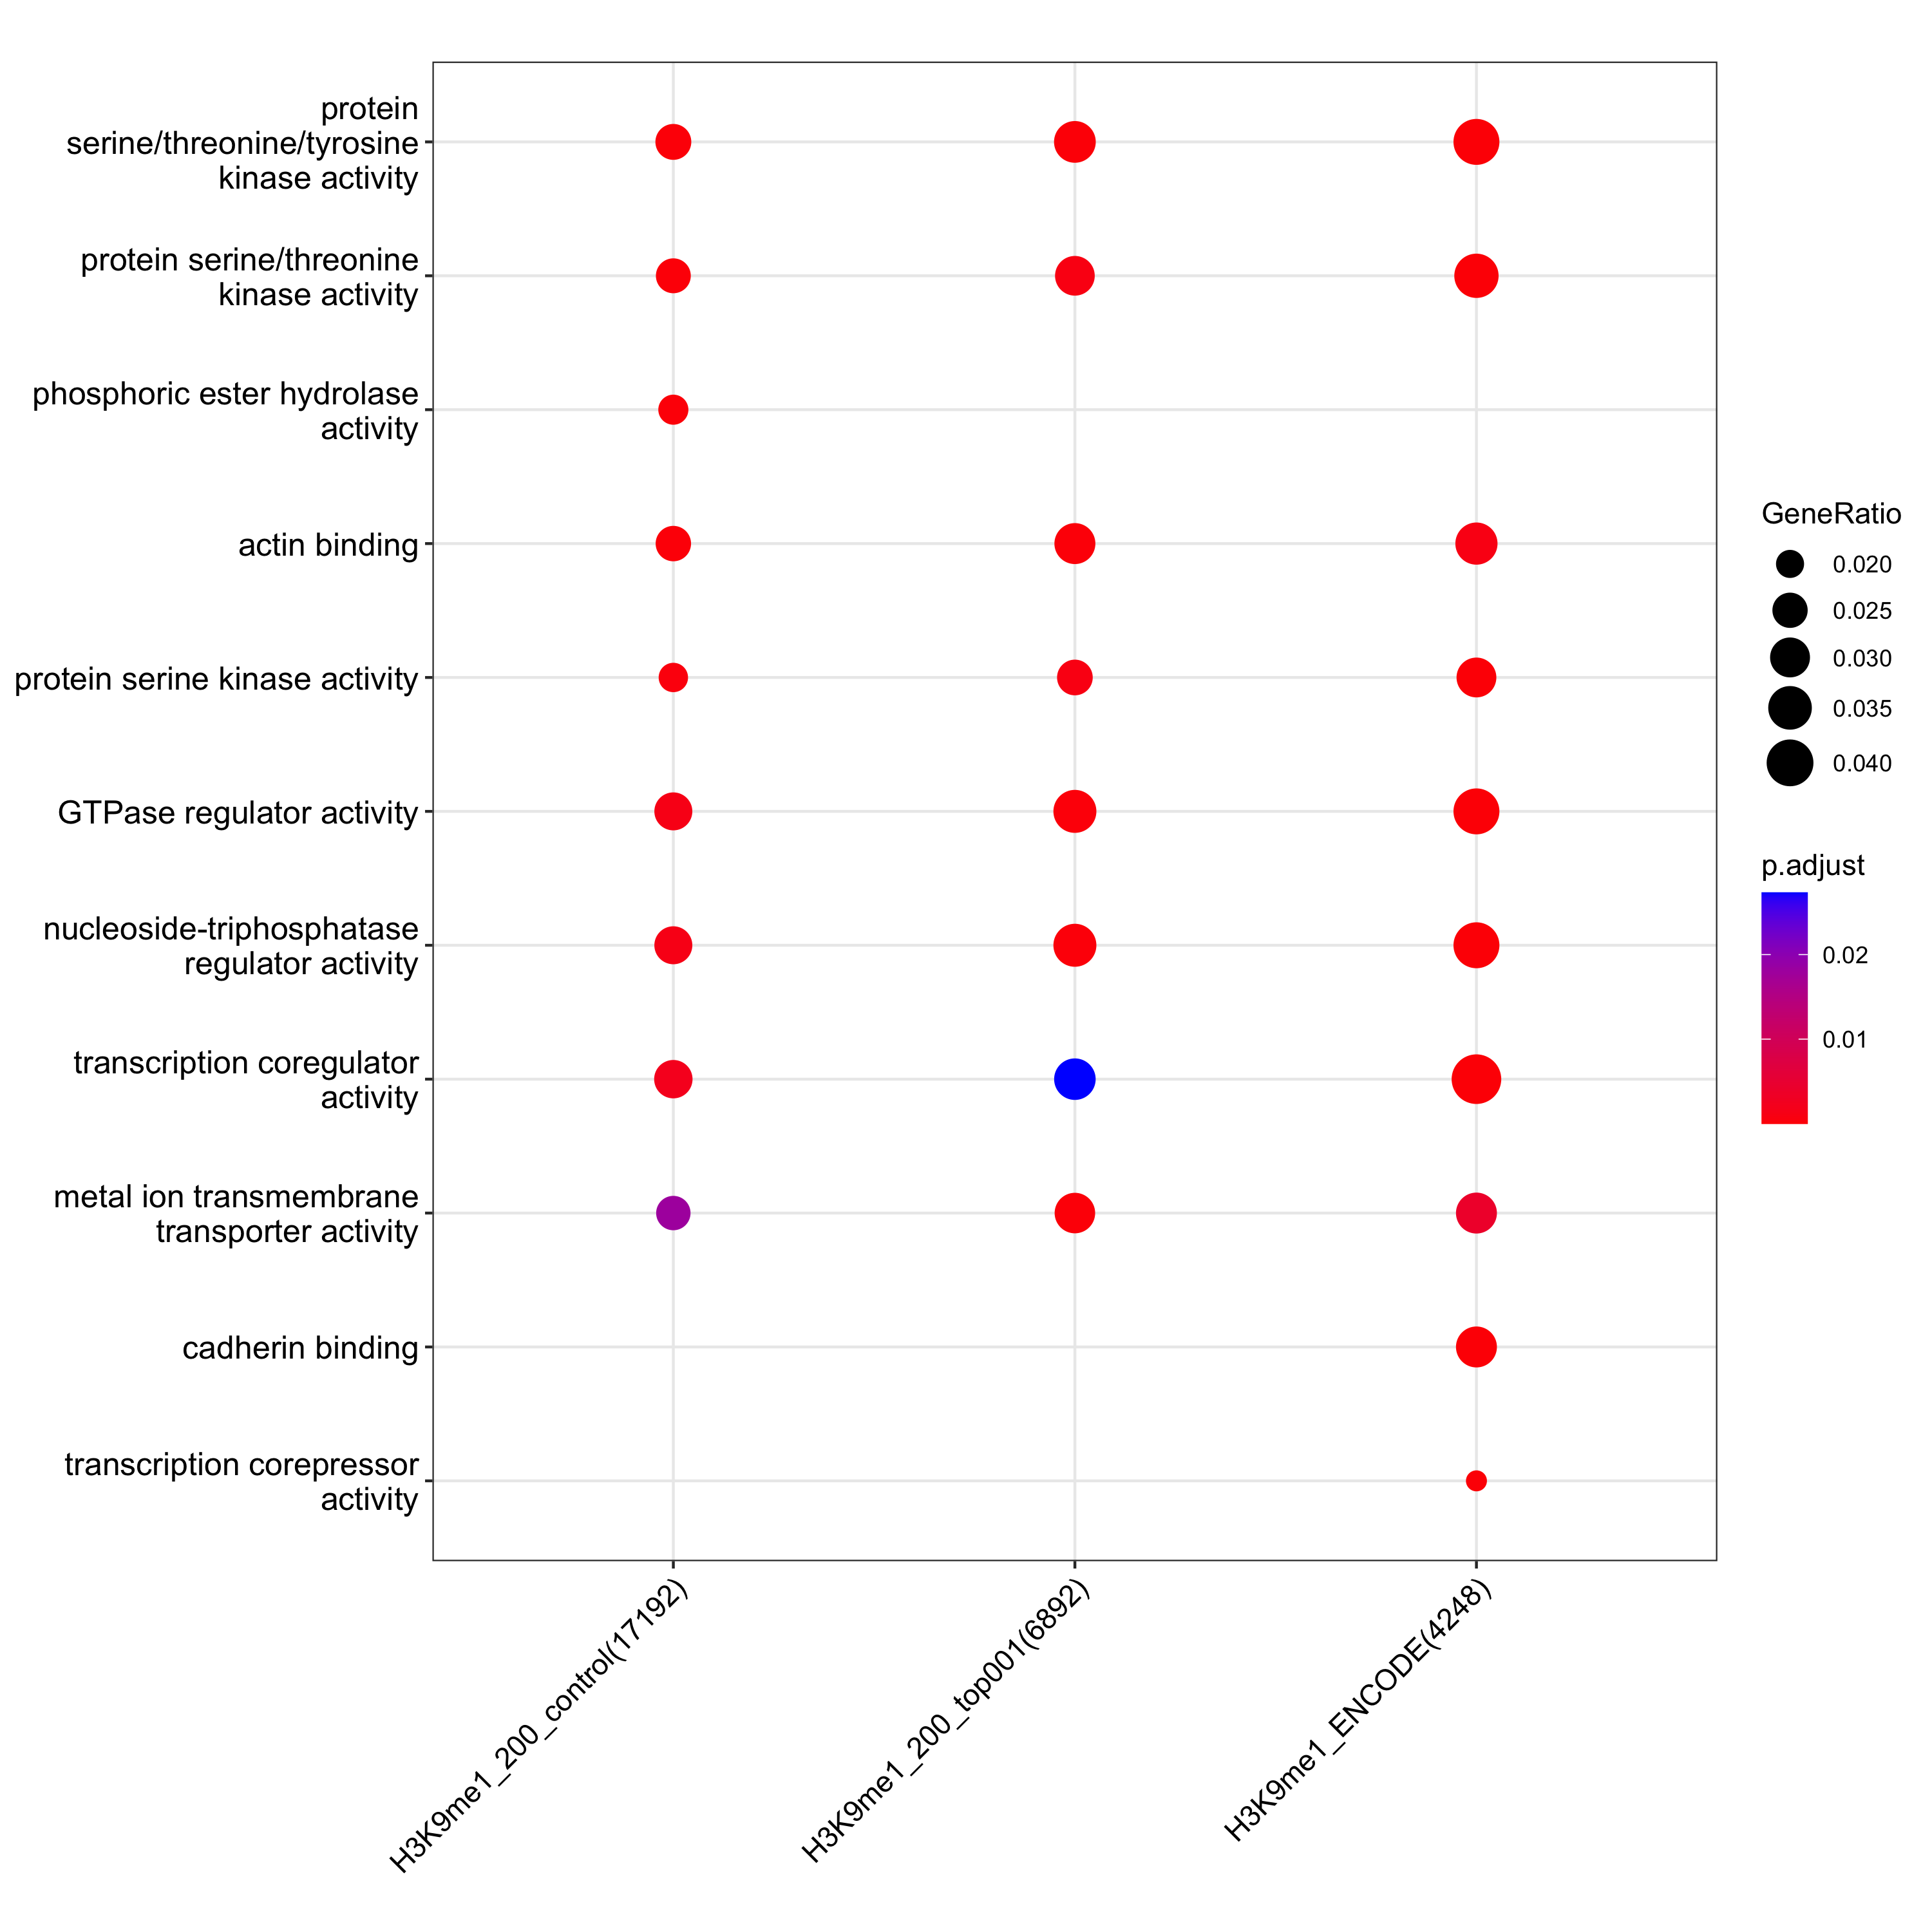 protein
serine/threonine/tyrosine
kinase activity
protein serine/threonine
kinase activity
phosphoric ester hydrolase
activity
actin binding
protein serine kinase activity
GTPase regulator activity
nucleoside-triphosphatase
regulator activity
transcription coregulator
activity
metal ion transmembrane
transporter activity
cadherin binding
transcription corepressor
activity
H3K9me1_200_control(17192)
H3K9me1_200_top001(6892)
H3K9me1_ENCODE(4248)
GeneRatio
0.020
0.025
0.030
0.035
0.040
p.adjust
0.02
0.01